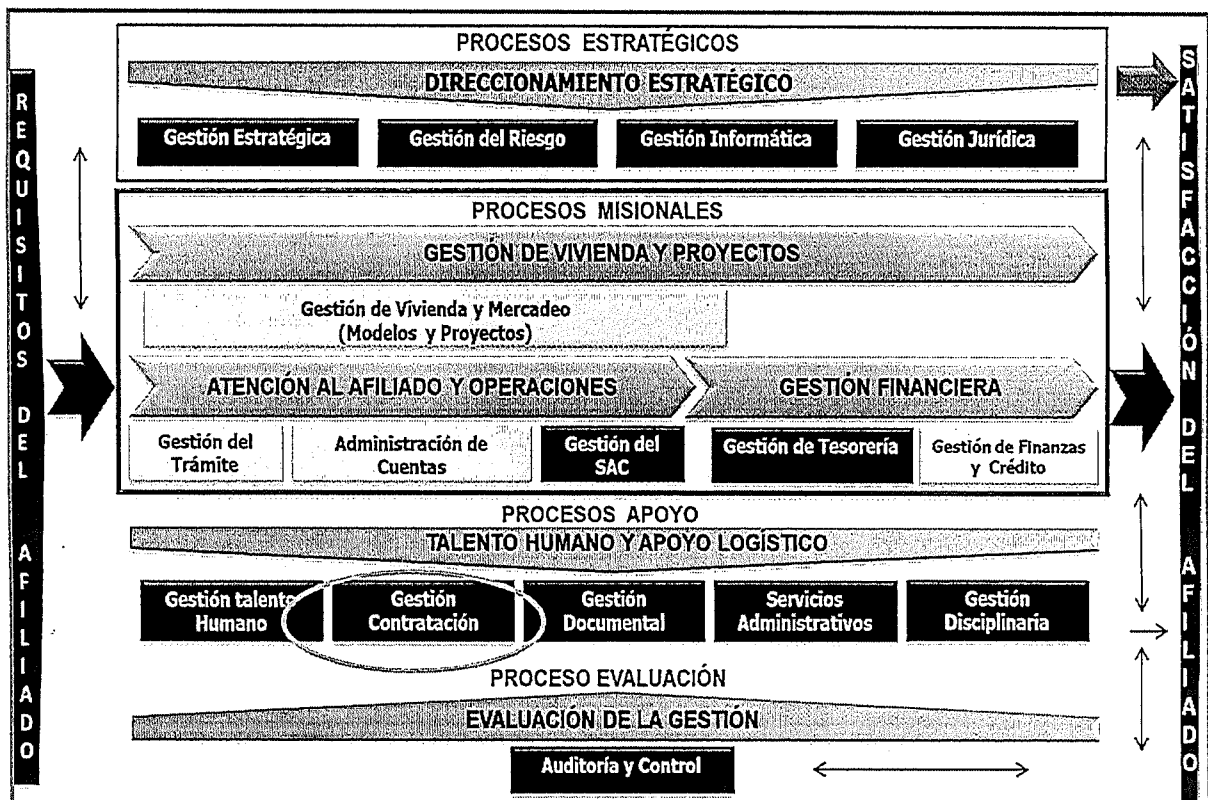 PROCESOS ESTRATÉGICOS
DIRECCIONAMIENTO ESTRATÉGICO
Gestión Estratégica
Gestión del Riesgo
Gestión Informática
Gestión Jurídica
REQUISITOS DEL AFILIADO
PROCESOS MISIONALES
GESTIÓN DE VIVIENDA Y PROYECTOS
Gestión de Vivienda y Mercadeo
(Modelos y Proyectos)
ATENCIÓN AL AFILIADO Y OPERACIONES
GESTIÓN FINANCIERA
Gestión del
Trámite
Administración de
Cuentas
Gestión del
SAC
Gestión de Tesorería
Gestión de Finanzas
y Crédito
PROCESOS APOYO
TALENTO HUMANO Y APOYO LOGÍSTICO
Gestión talento
Humano
Gestión
Contratación
Gestión
Documental
Servicios
Administrativos
Gestión
Disciplinaria
PROCESO EVALUACIÓN
EVALUACIÓN DE LA GESTIÓN
Auditoría y Control
SATISFACCIÓN DEL AFILIADO